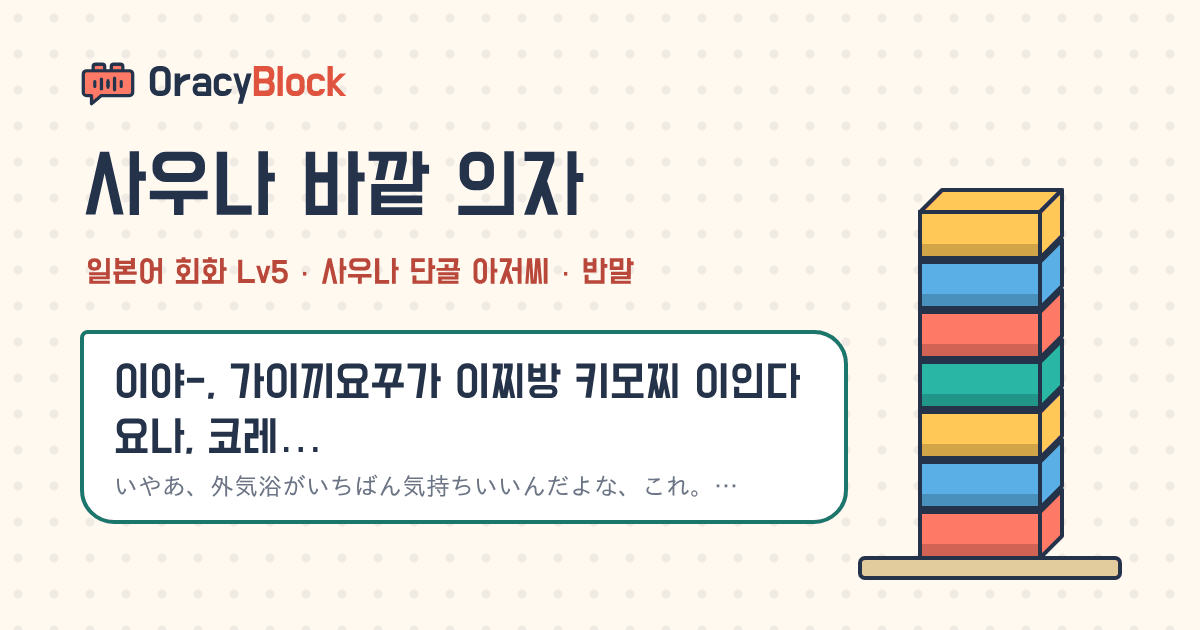 OracyBlock
사우나 바깥 의자
일본어 회화 Lv5 · 사우나 단골 아저씨 · 반말
이야-, 가이끼요꾸가 이찌방 키모찌 이인다
요나, 코레...
いやあ、外気浴がいちばん気持ちいいんだよな、これ。…